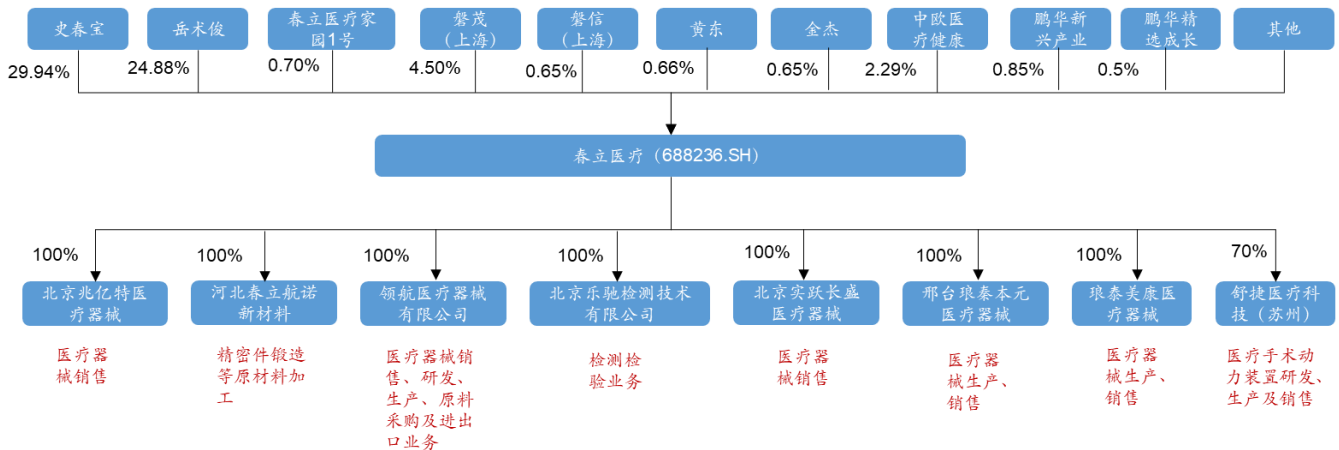 史春宝
岳术俊
春立医疗家
园1号
磐茂
(上海)
磐信
(上海)
黄东
金杰
中欧医
疗健康
鹏华新
兴产业
鹏华精
选成长
其他
29.94%
24.88%
0.70%
4.50%
0.65%
0.66%
0.65%
2.29%
0.85%
0.5%
春立医疗（688236.SH）
100%
100%
100%
100%
100%
100%
100%
70%
北京兆亿特医
疗器械
河北春立航诺
新材料
领航医疗器械
有限公司
北京乐驰检测技术
有限公司
北京实跃长盛
医疗器械
邢台琅泰本元
医疗器械
琅泰美康医
疗器械
舒捷医疗科
技（苏州）
医疗器
械销售
精密件锻造
等原材料加
工
医疗器械销
售、研发、
生产、原料
采购及进出
口业务
检测检
验业务
医疗器
械销售
医疗器
械生产、
销售
医疗器
械生产、
销售
医疗手术动
力装置研发、
生产及销售